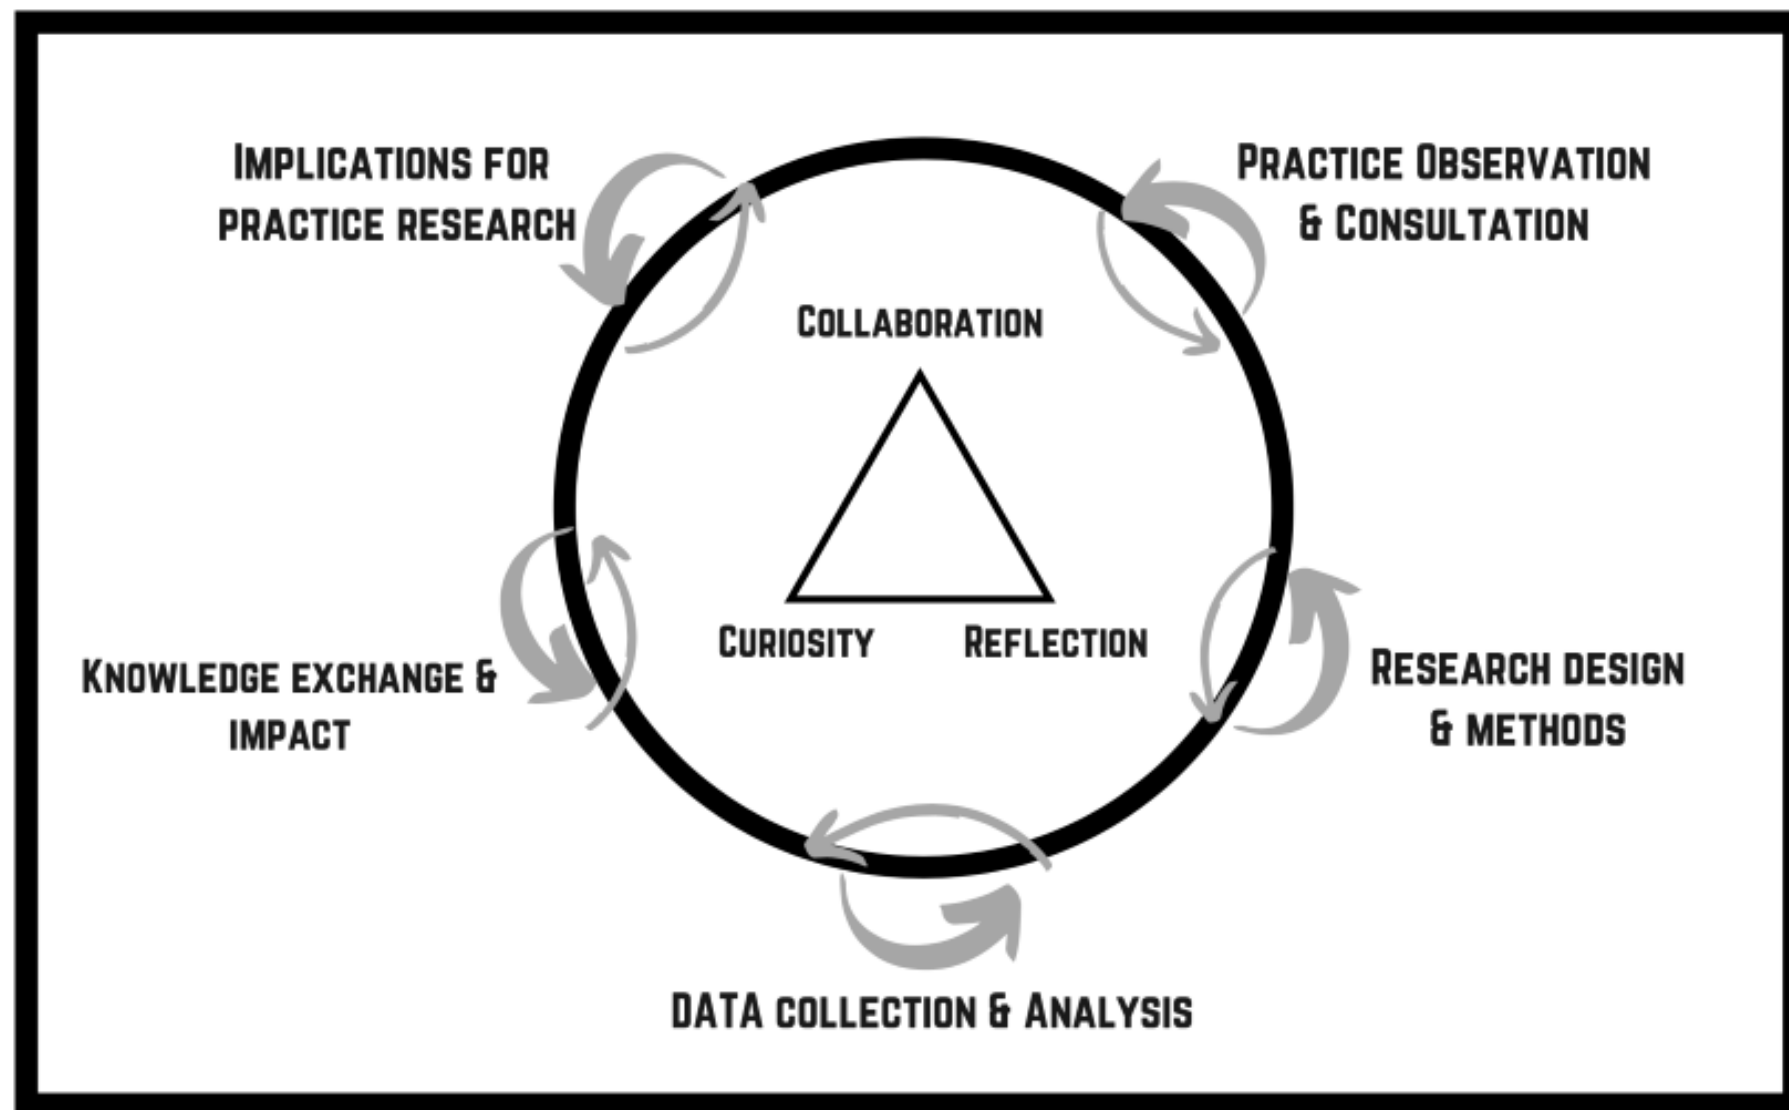 Implications for
practice research
Practice Observation
& Consultation
Collaboration
Curiosity
Reflection
Knowledge exchange &
impact
Research design
& methods
DATA collection & Analysis